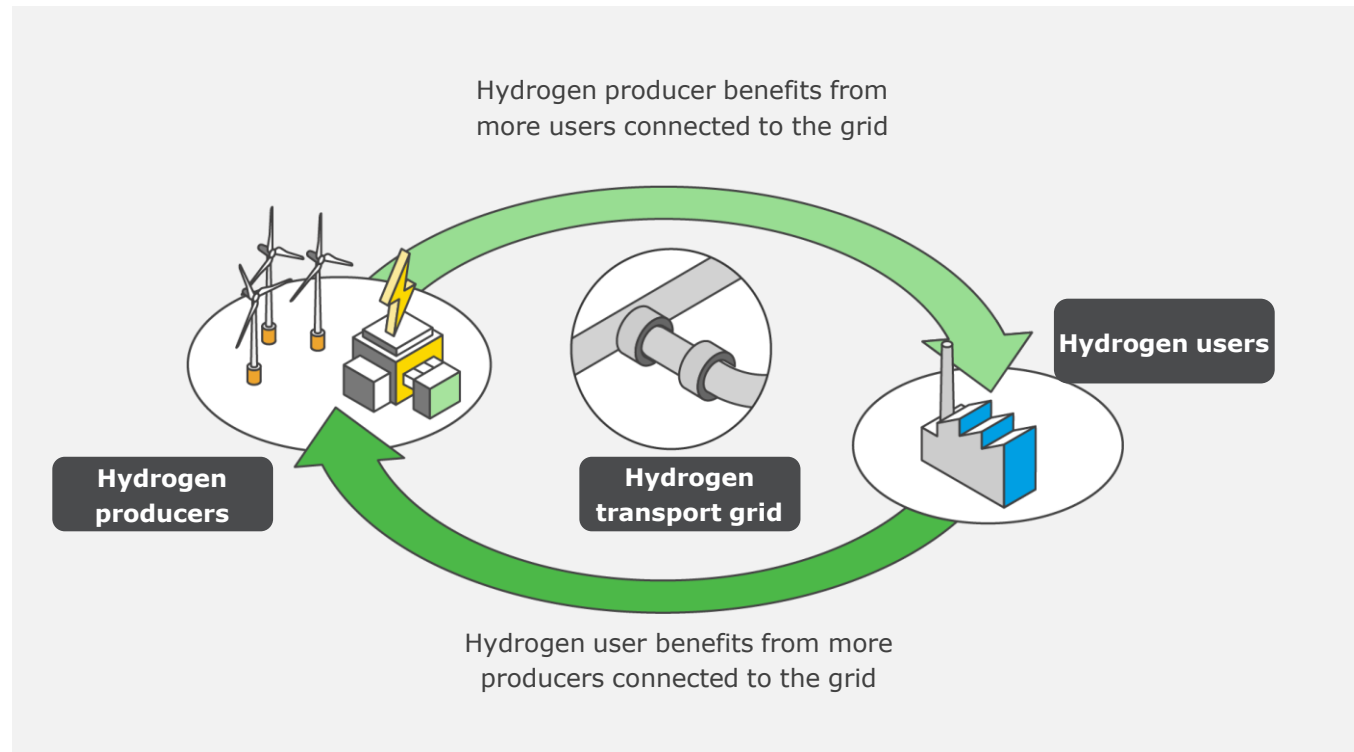 Hydrogen producer benefits from
more users connected to the grid
Hydrogen users
Hydrogen
producers
Hydrogen
transport grid
Hydrogen user benefits from more
producers connected to the grid